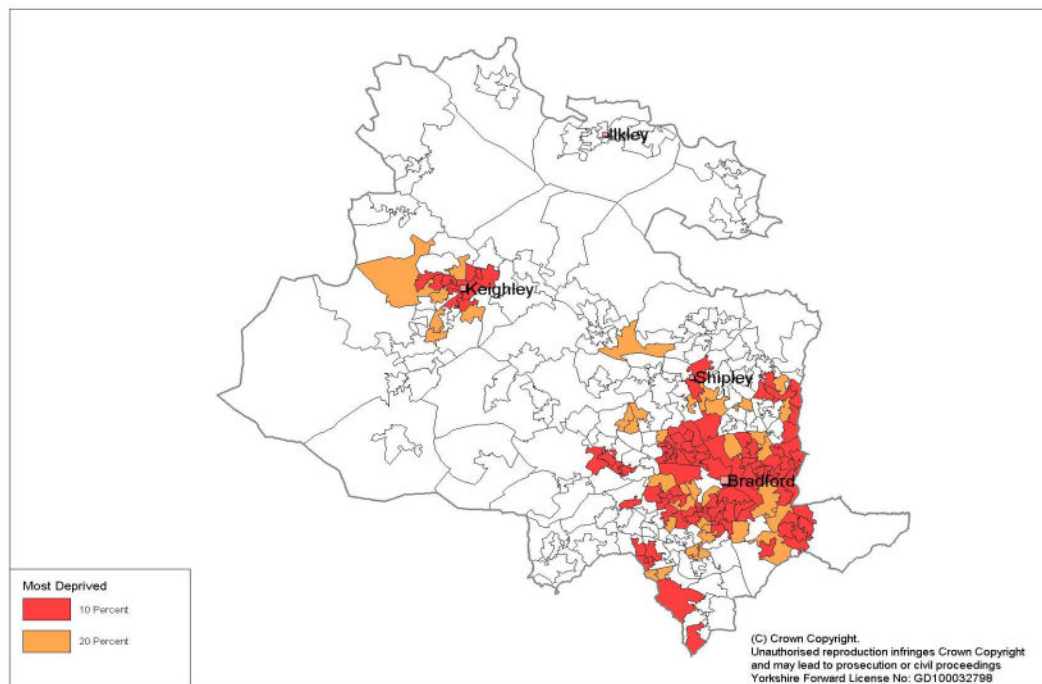 Ilkley
Keighley
Shipley
Bradford
Most Deprived
10 Percent
20 Percent
(C) Crown Copyright.
Unauthorised reproduction infringes Crown Copyright
and may lead to prosecution or civil proceedings
Yorkshire Forward License No: GD100032798